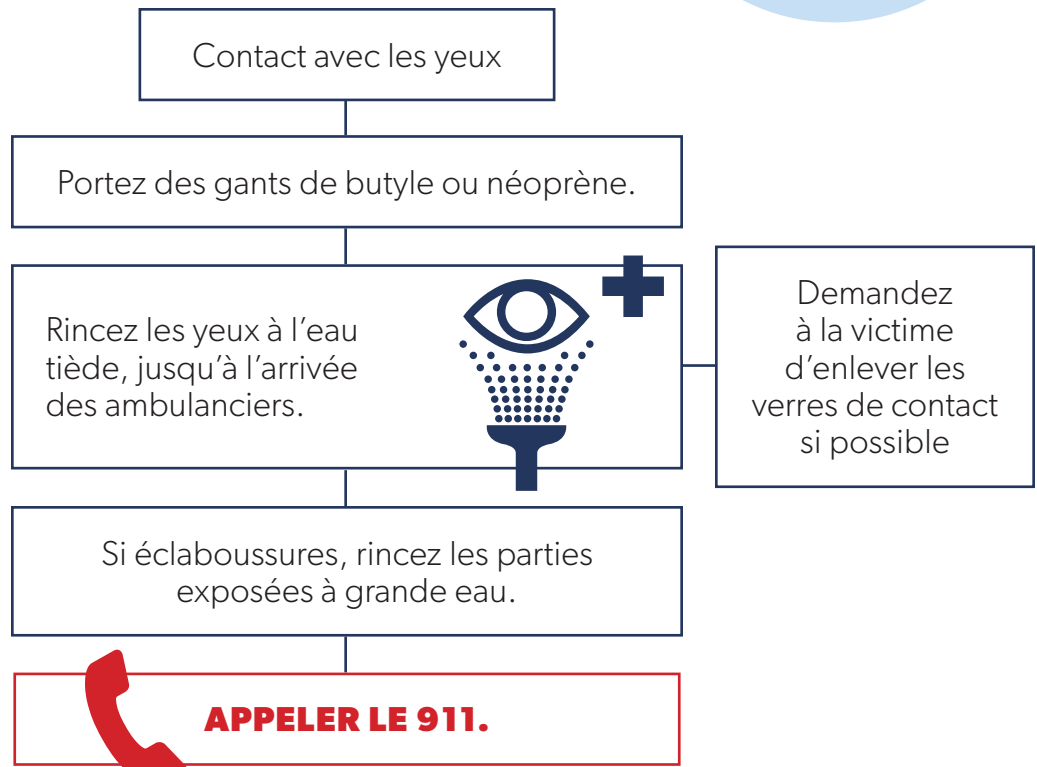 Contact avec les yeux
Portez des gants de butyle ou néoprène.
Rincez les yeux à l'eau
tiède, jusqu'à l'arrivée
des ambulanciers.
Demandez
à la victime
d'enlever les
verres de contact
si possible
Si éclaboussures, rincez les parties
exposées à grande eau.
APPELER LE 911.